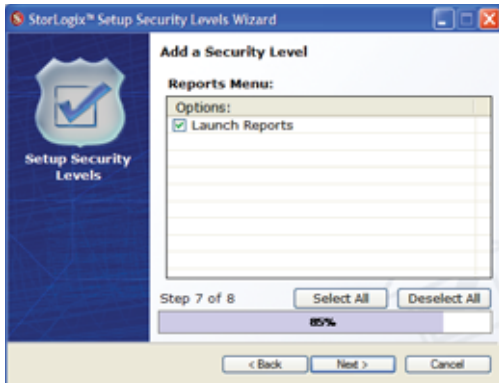 StorLogix™ Setup Security Levels Wizard
Add a Security Level
Reports Menu:
Options:
Launch Reports
Setup Security
Levels
Step 7 of 8
Select All
Deselect All
85%
< Back
Next >
Cancel